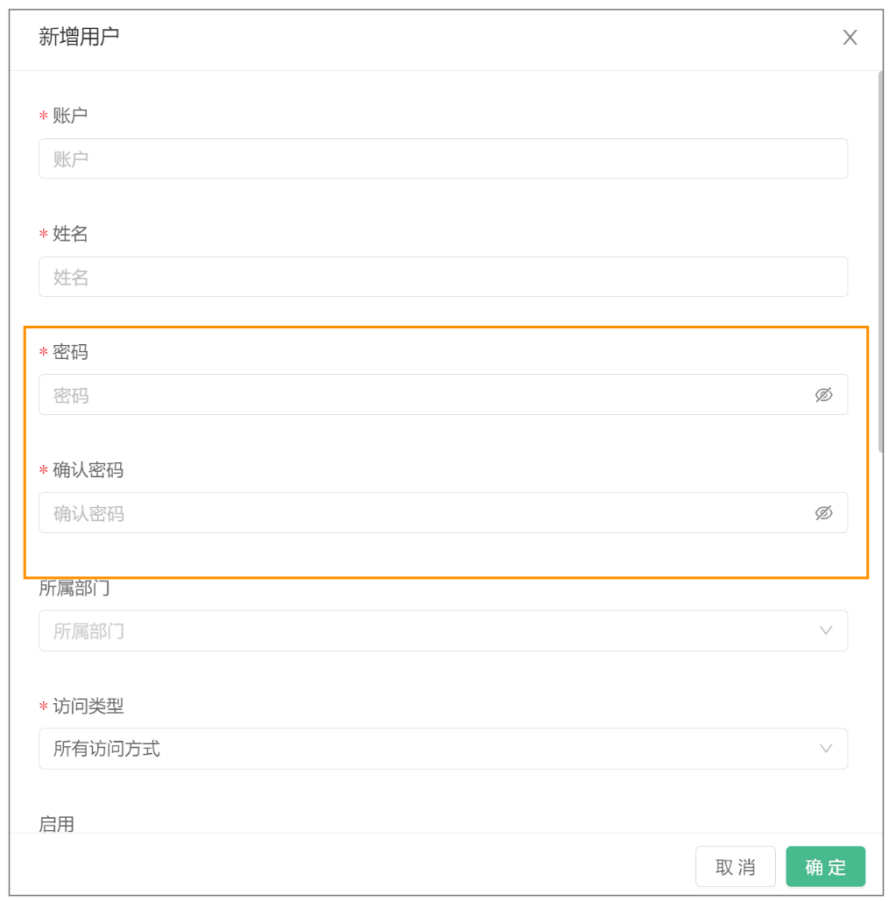 新增用户
* 账户
账户
* 姓名
姓名
* 密码
密码
* 确认密码
确认密码
所属部门
所属部门
* 访问类型
所有访问方式
启用
取 消
确 定